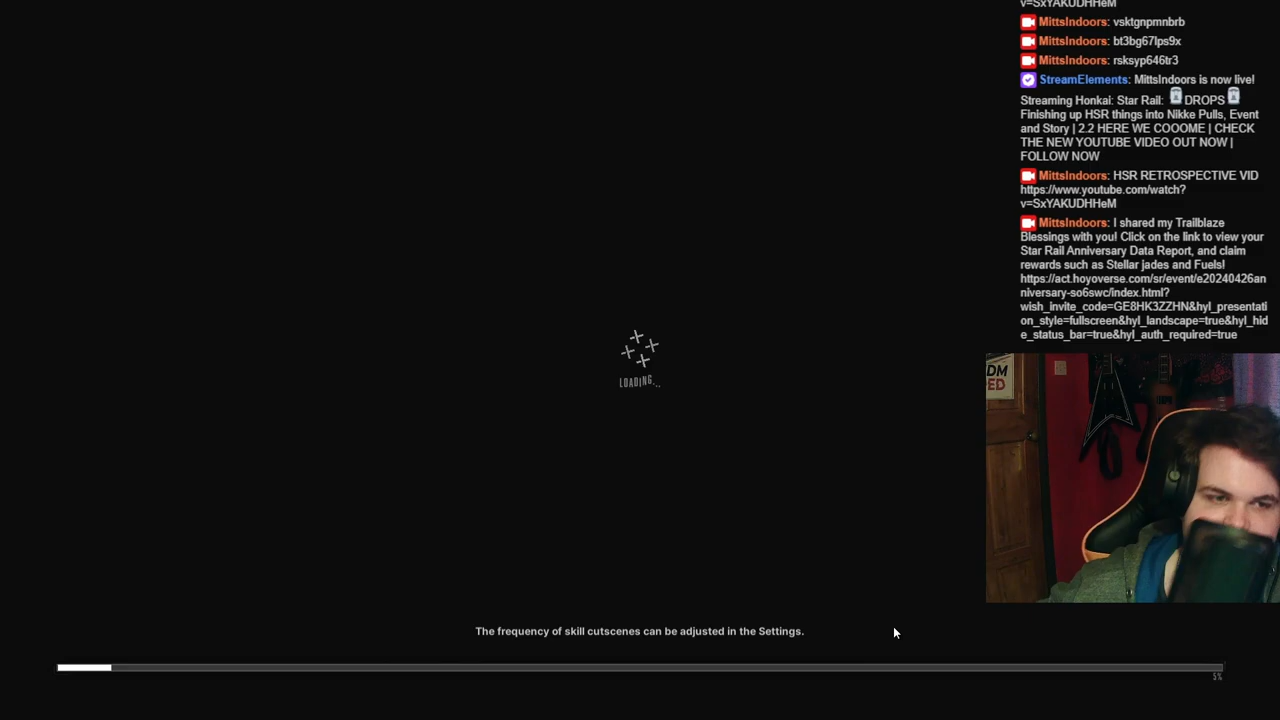 v=SxYAKUDHHeM
MittsIndoors: vsktgnpmnbrb
MittsIndoors: bt3bg67lps9x
MittsIndoors: rsksyp646tr3
StreamElements: MittsIndoors is now live!
Streaming Honkai: Star Rail: DROPS
Finishing up HSR things into Nikke Pulls, Event
and Story | 2.2 HERE WE COOOME | CHECK
THE NEW YOUTUBE VIDEO OUT NOW |
FOLLOW NOW
MittsIndoors: HSR RETROSPECTIVE VID
https://www.youtube.com/watch?
v=SxYAKUDHHeM
MittsIndoors: I shared my Trailblaze
Blessings with you! Click on the link to view your
Star Rail Anniversary Data Report, and claim
rewards such as Stellar jades and Fuels!
https://act.hoyoverse.com/sr/event/e20240426an
niversary-so6swc/index.html?
wish_invite_code=GE8HK3ZZHN&hyl_presentati
on_style=fullscreen&hyl_landscape=true&hyl_hid
e_status_bar=true&hyl_auth_required=true
DM
ED
LOADING...
The frequency of skill cutscenes can be adjusted in the Settings.
5%